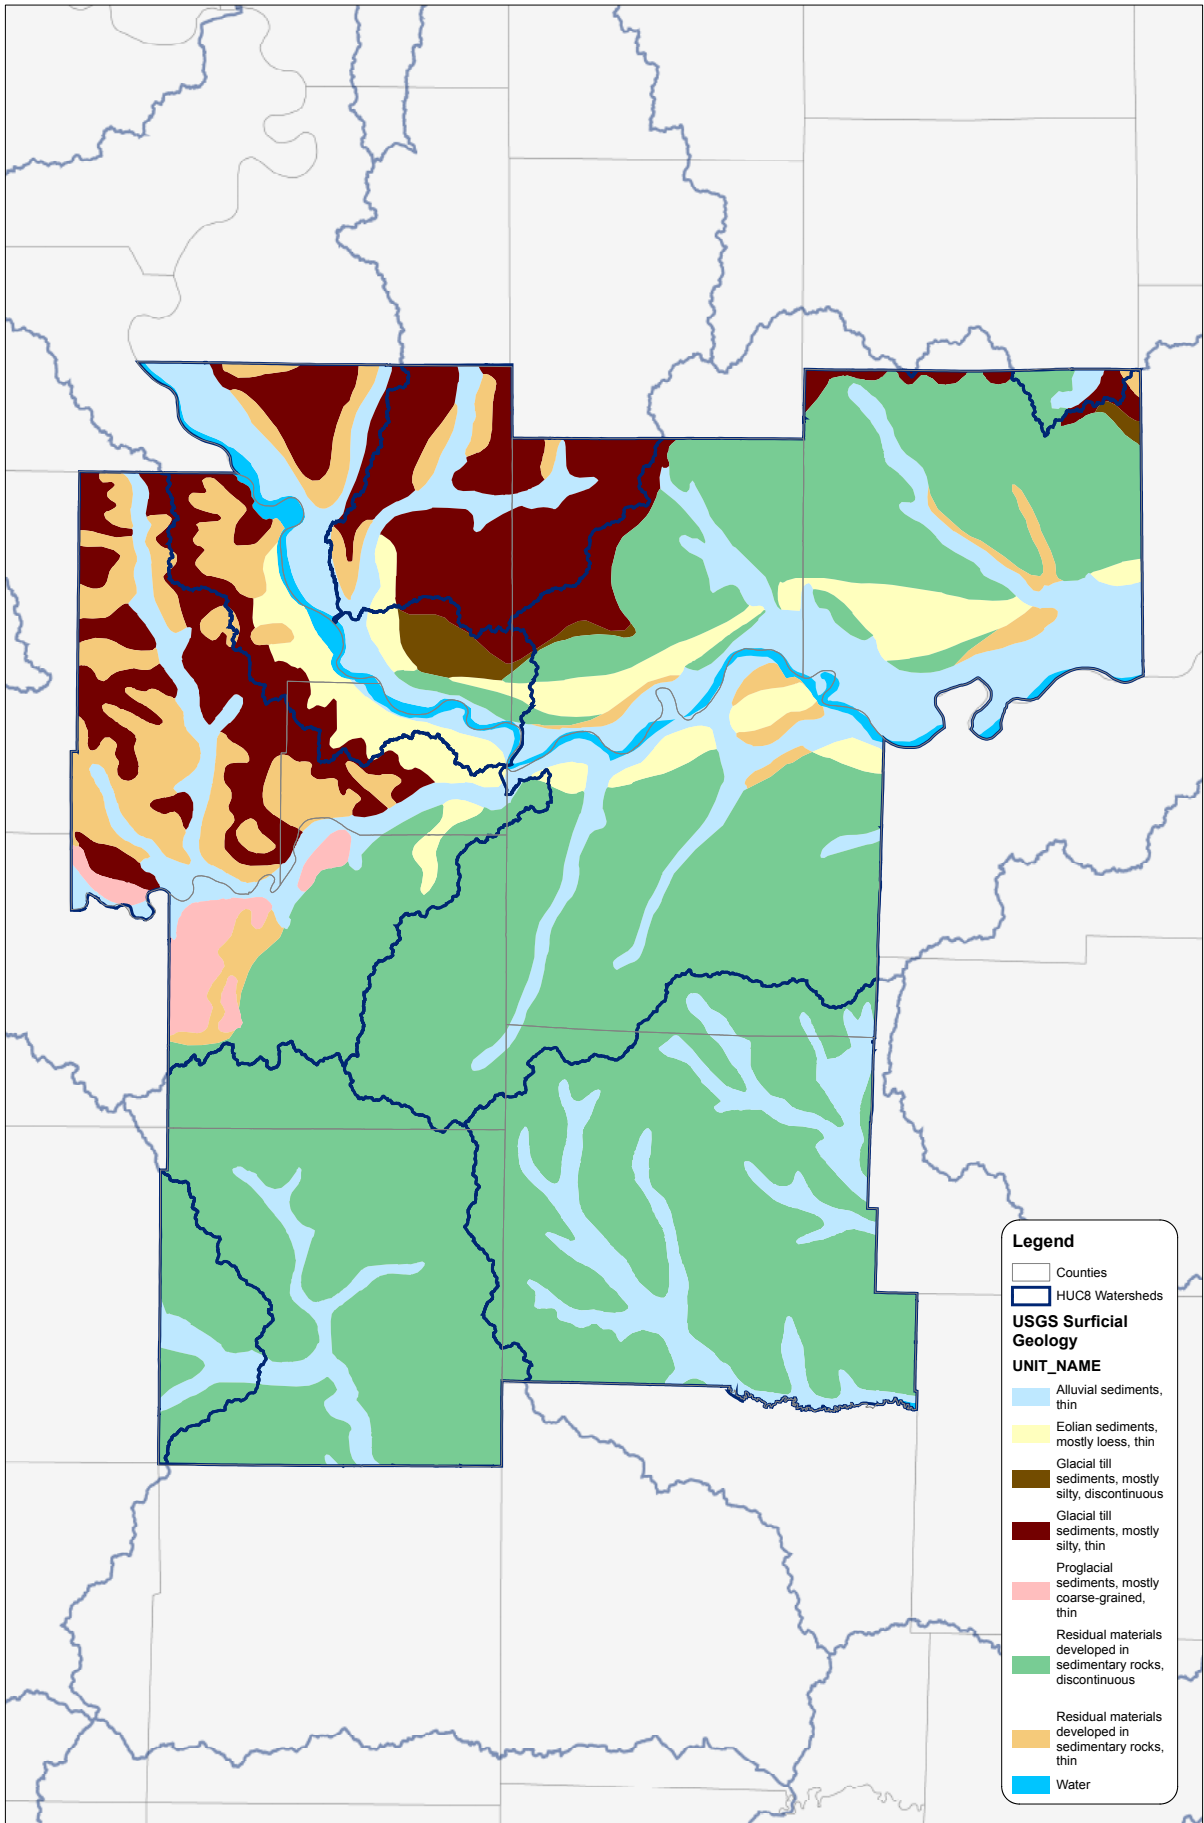 Legend
Counties
HUC8 Watersheds
USGS Surficial
Geology
UNIT_NAME
Alluvial sediments,
thin
Eolian sediments,
mostly loess, thin
Glacial till
sediments, mostly
silty, discontinuous
Glacial till
sediments, mostly
silty, thin
Proglacial
sediments, mostly
coarse-grained,
thin
Residual materials
developed in
sedimentary rocks,
discontinuous
Residual materials
developed in
sedimentary rocks,
thin
Water